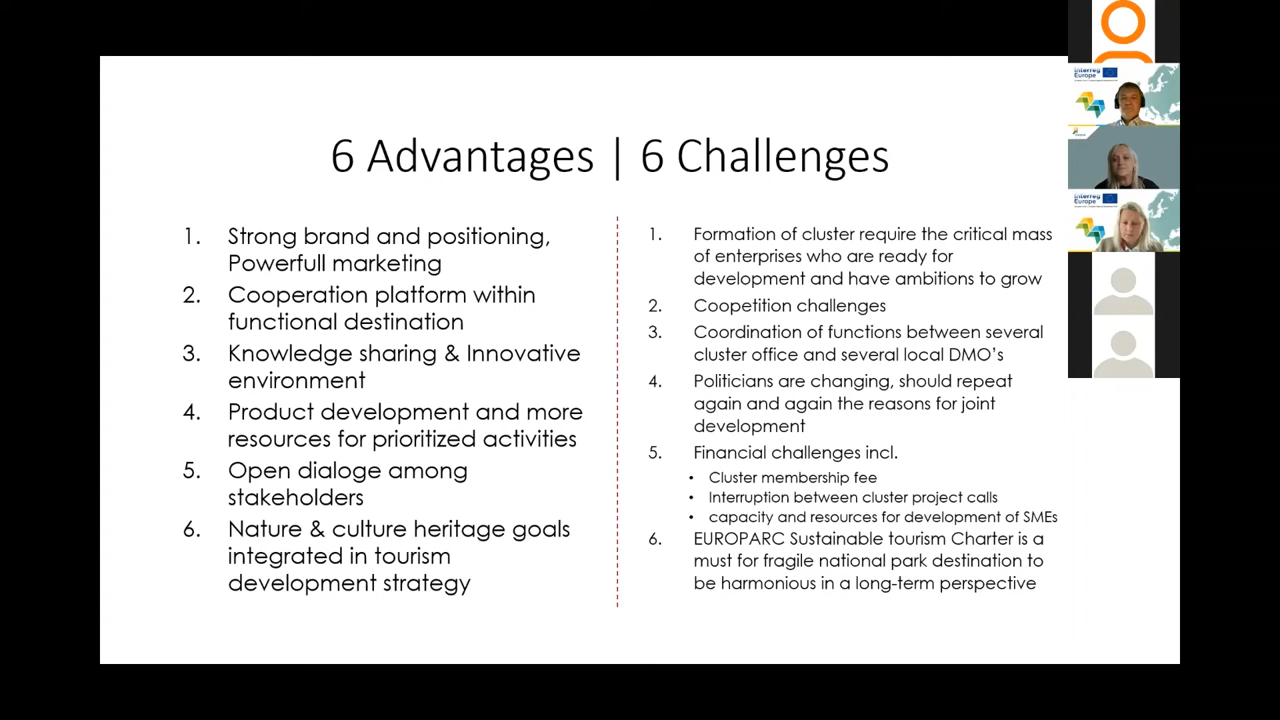 6 Advantages | 6 Challenges
1. Strong brand and positioning,
Powerfull marketing
2. Cooperation platform within
functional destination
3. Knowledge sharing & Innovative
environment
4. Product development and more
resources for prioritized activities
5. Open dialoge among
stakeholders
6. Nature & culture heritage goals
integrated in tourism
development strategy
1. Formation of cluster require the critical mass
of enterprises who are ready for
development and have ambitions to grow
2. Coopetition challenges
3. Coordination of functions between several
cluster office and several local DMO's
4. Politicians are changing, should repeat
again and again the reasons for joint
development
5. Financial challenges incl.
• Cluster membership fee
• Interruption between cluster project calls
• capacity and resources for development of SMEs
6. EUROPARC Sustainable tourism Charter is a
must for fragile national park destination to
be harmonious in a long-term perspective
Interreg
Europe
Interreg
Europe